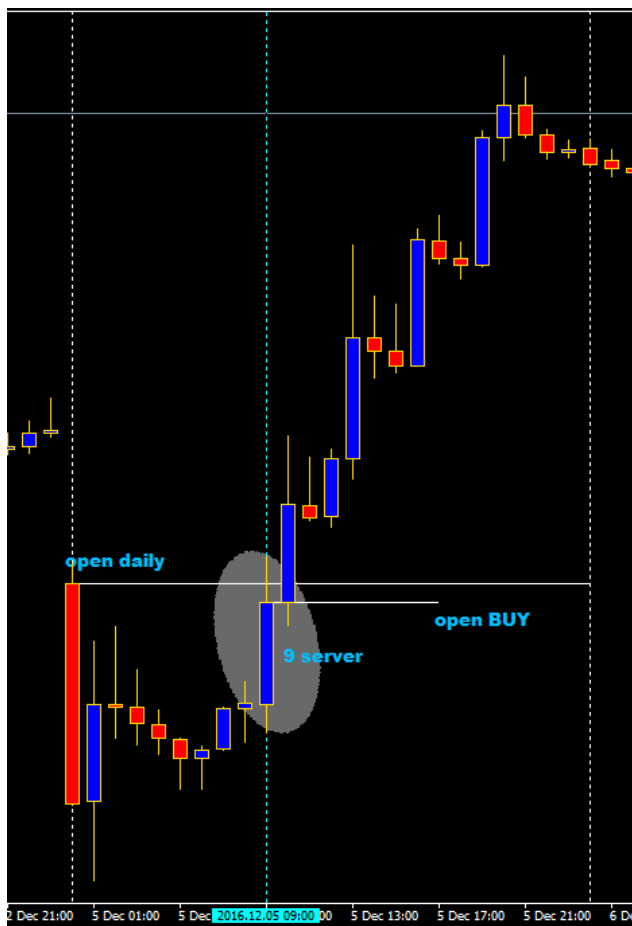 open daily
open BUY
9 server
2 Dec 21:00 5 Dec 01:00 5 Dec 2016.12.05 09:00 00 5 Dec 13:00 5 Dec 17:00 5 Dec 21:00 6 De